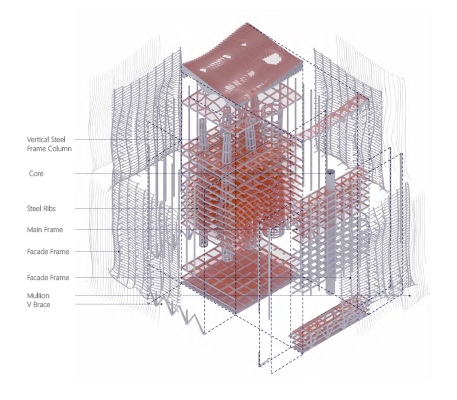 Vertical Steel
Frame Column
Core
Steel Ribs
Main Frame
Facade Frame
Facade Frame
Mullion
V Brace